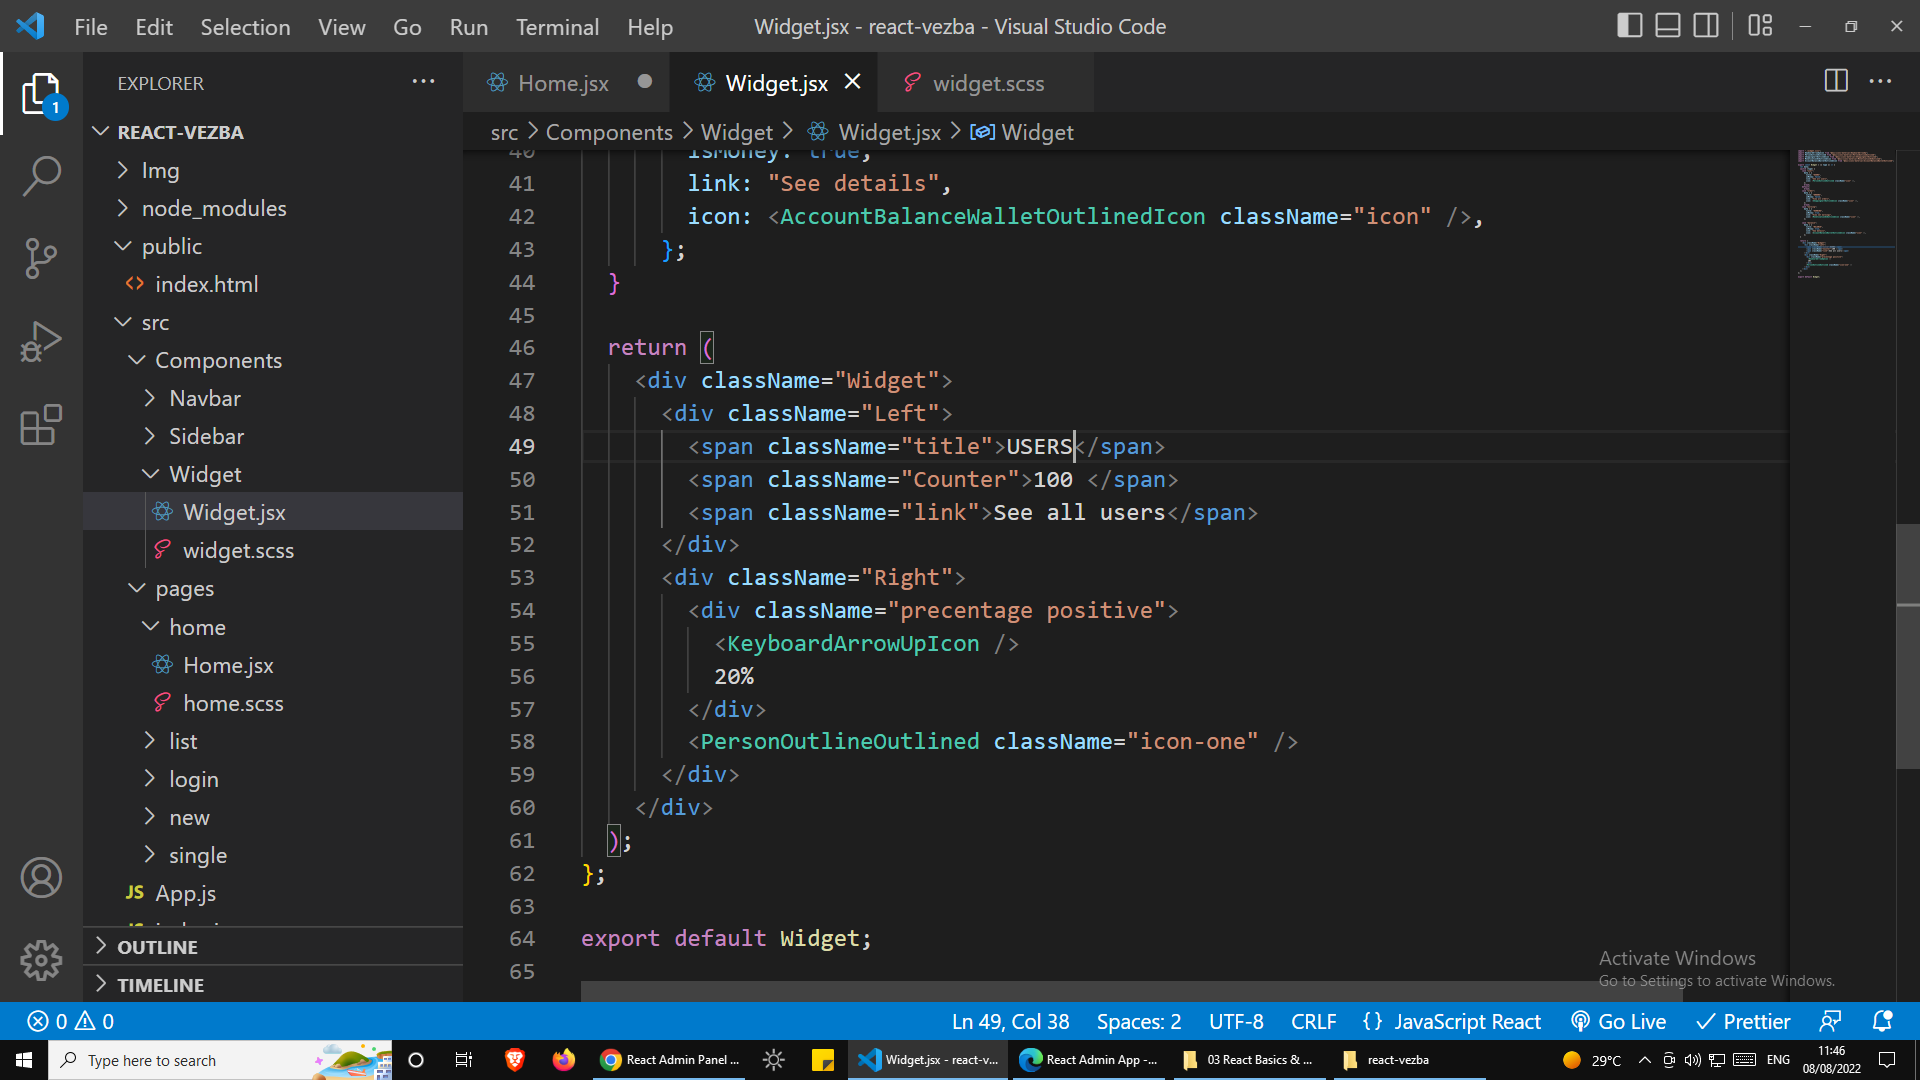 File Edit Selection View Go Run Terminal Help
Widget.jsx - react-vezba - Visual Studio Code
1
EXPLORER
REACT-VEZBA
Img
node_modules
public
index.html
src
Components
Navbar
Sidebar
Widget
Widget.jsx
widget.scss
pages
home
Home.jsx
home.scss
list
login
new
single
JS App.js
OUTLINE
TIMELINE
Home.jsx
Widget.jsx
widget.scss
src > Components > Widget > Widget.jsx > Widget
40 isMoney: true,
41 link: "See details",
42 icon: <AccountBalanceWalletOutlinedIcon className="icon" />,
43 };
44 }
45
46 return (
47 <div className="Widget">
48 <div className="Left">
49 <span className="title">USERS</span>
50 <span className="Counter">100 </span>
51 <span className="link">See all users</span>
52 </div>
53 <div className="Right">
54 <div className="precentage positive">
55 <KeyboardArrowUpIcon />
56 20%
57 </div>
58 <PersonOutlineOutlined className="icon-one" />
59 </div>
60 </div>
61 );
62 };
63
64 export default Widget;
65
Activate Windows
Go to Settings to activate Windows.
0 0
Ln 49, Col 38
Spaces: 2
UTF-8
CRLF
{} JavaScript React
Go Live
Prettier
Type here to search
React Admin Panel ...
Widget.jsx - react-v...
React Admin App -...
03 React Basics & ...
react-vezba
29°C
ENG
11:46
08/08/2022